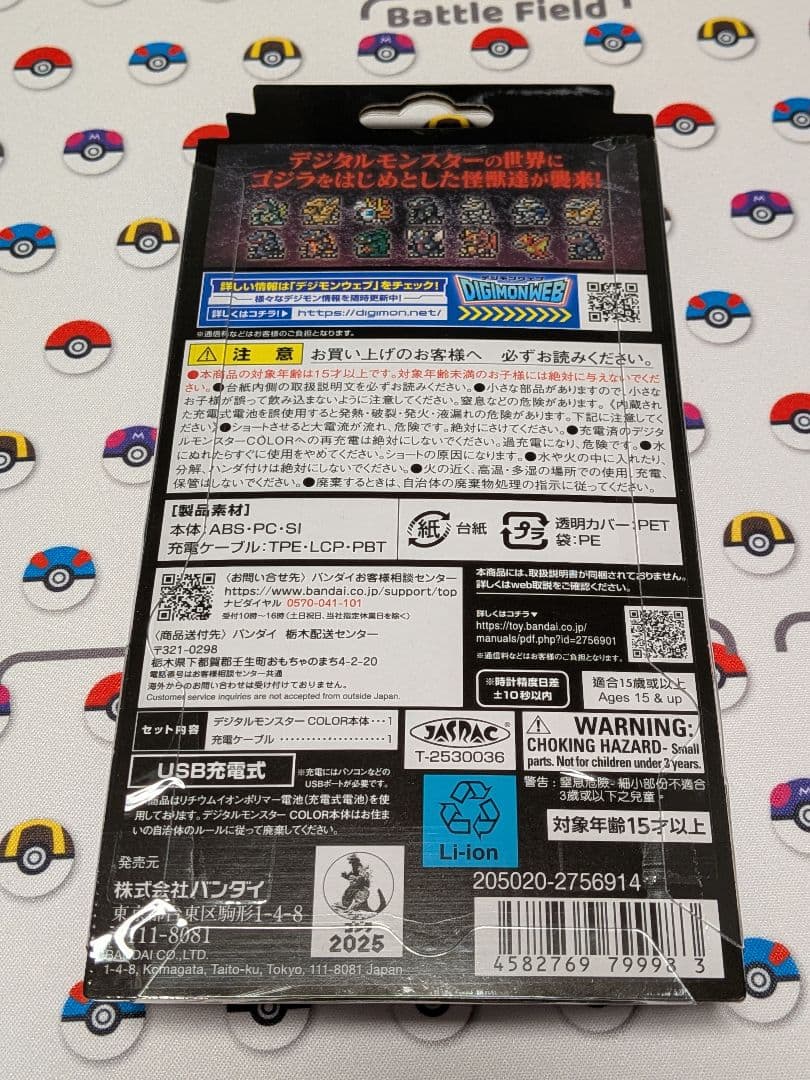 Battle Field
デジタルモンスターの世界に
ゴジラをはじめとした怪獣達が襲来!
詳しい情報は「デジモンウェブ」をチェック!
様々なデジモン情報を随時更新中!
詳しくはコチラ!▶ https://digimon.net/
デジモンウェブ
DIGIMONWEB
※通信料などはお客様のご負担となります。
⚠ 注 意 お買い上げのお客様へ 必ずお読みください。
●本商品の対象年齢は15才以上です。対象年齢未満のお子様には絶対に与えないでくだ
さい。●台紙内側の取扱説明文を必ずお読みください。●小さな部品がありますので、小さな
お子様が誤って飲み込まないように注意してください。窒息などの危険があります。《内蔵され
た充電式電池を誤使用すると発熱・破裂・発火・液漏れの危険があります。下記に注意してく
ださい》●ショートさせると大電流が流れ、危険です。絶対にさけてください。●充電済のデジタ
ルモンスターCOLORへの再充電は絶対にしないでください。過充電になり、危険です。●水
にぬれたらすぐに使用をやめてください。ショートの原因になります。●水や火の中に入れたり、
分解、ハンダ付けは絶対にしないでください。●火の近く、高温・多湿の場所での使用、充電、
保管はしないでください。●廃棄するときは、自治体の廃棄物処理の指示に従ってください。
[製品素材]
本体:ABS・PC・SI
充電ケーブル:TPE・LCP・PBT
紙 台紙
プラ 透明カバー:PET
袋:PE
〈お問い合せ先〉バンダイお客様相談センター
https://www.bandai.co.jp/support/top
ナビダイヤル 0570-041-101
受付10時～16時(土日祝日、当社指定休業日を除く)
〈商品送付先〉バンダイ 栃木配送センター
〒321-0298
栃木県下都賀郡壬生町おもちゃのまち4-2-20
電話番号はお客様相談センター共通
海外からのお問い合わせは受け付けておりません。
Customer service inquiries are not accepted from outside Japan.
本商品には、取扱説明書が同梱されておりません。
詳しくはweb取説をご確認ください。
詳しくはコチラ▼
https://toy.bandai.co.jp/
manuals/pdf.php?id=2756901
※通信料などはお客様のご負担となります。
※時計精度日差
±10秒以内
適合15歲或以上
Ages 15 & up
セット内容
デジタルモンスター COLOR本体・・・1
充電ケーブル ・・・・・・・・・・・・・・・・1
JASRAC
T-2530036
⚠ WARNING:
CHOKING HAZARD- Small
parts. Not for children under 3 years.
警告：窒息危險- 細小部份不適合
3歲或以下之兒童
USB充電式
※充電にはパソコンなどの
USBポートが必要です。
商品はリチウムイオンポリマー電池(充電式電池)を使
用しております。デジタルモンスター COLOR本体はお住ま
いの自治体のルールに従って廃棄してください。
Li-ion
対象年齢15才以上
発売元
株式会社バンダイ
東京都台東区駒形1-4-8
〒111-8081
BANDAI CO.,LTD.
1-4-8, Komagata, Taito-ku, Tokyo, 111-8081 Japan
ゴジラ
2025
205020-2756914
4582769 799983